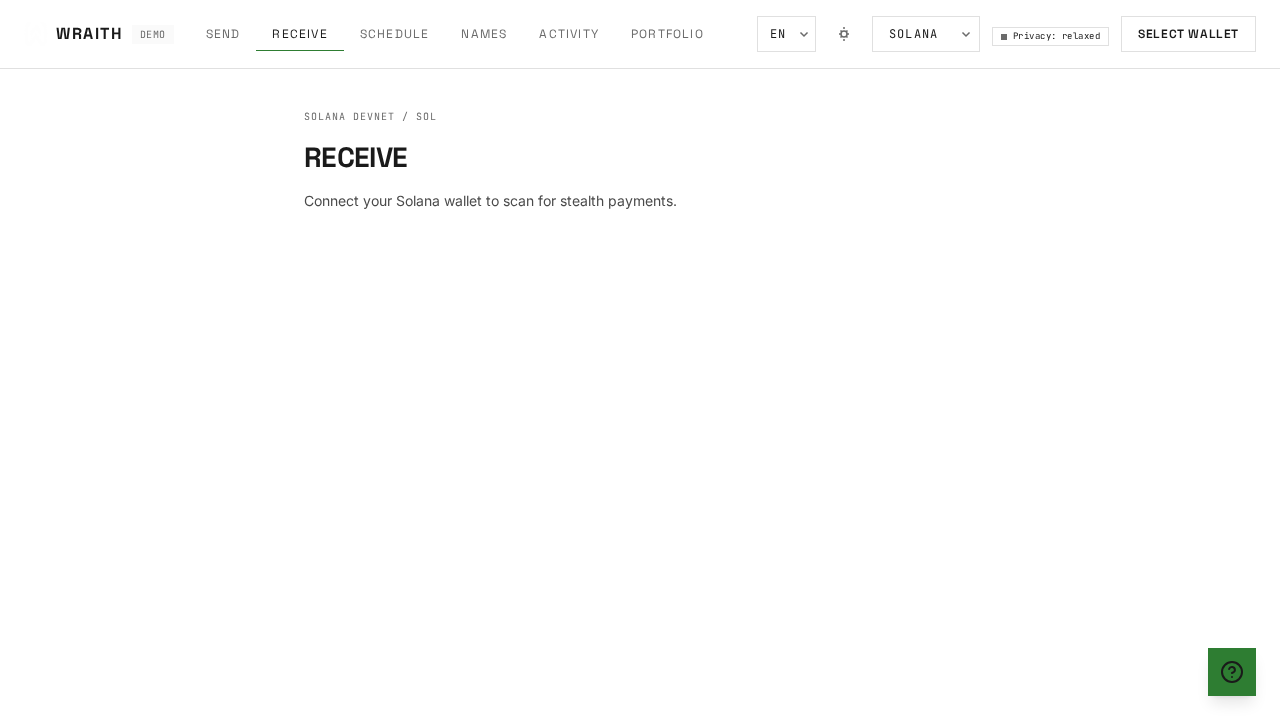 WRAITH DEMO SEND RECEIVE SCHEDULE NAMES ACTIVITY PORTFOLIO EN SOLANA Privacy: relaxed SELECT WALLET
SOLANA DEVNET / SOL
RECEIVE
Connect your Solana wallet to scan for stealth payments.